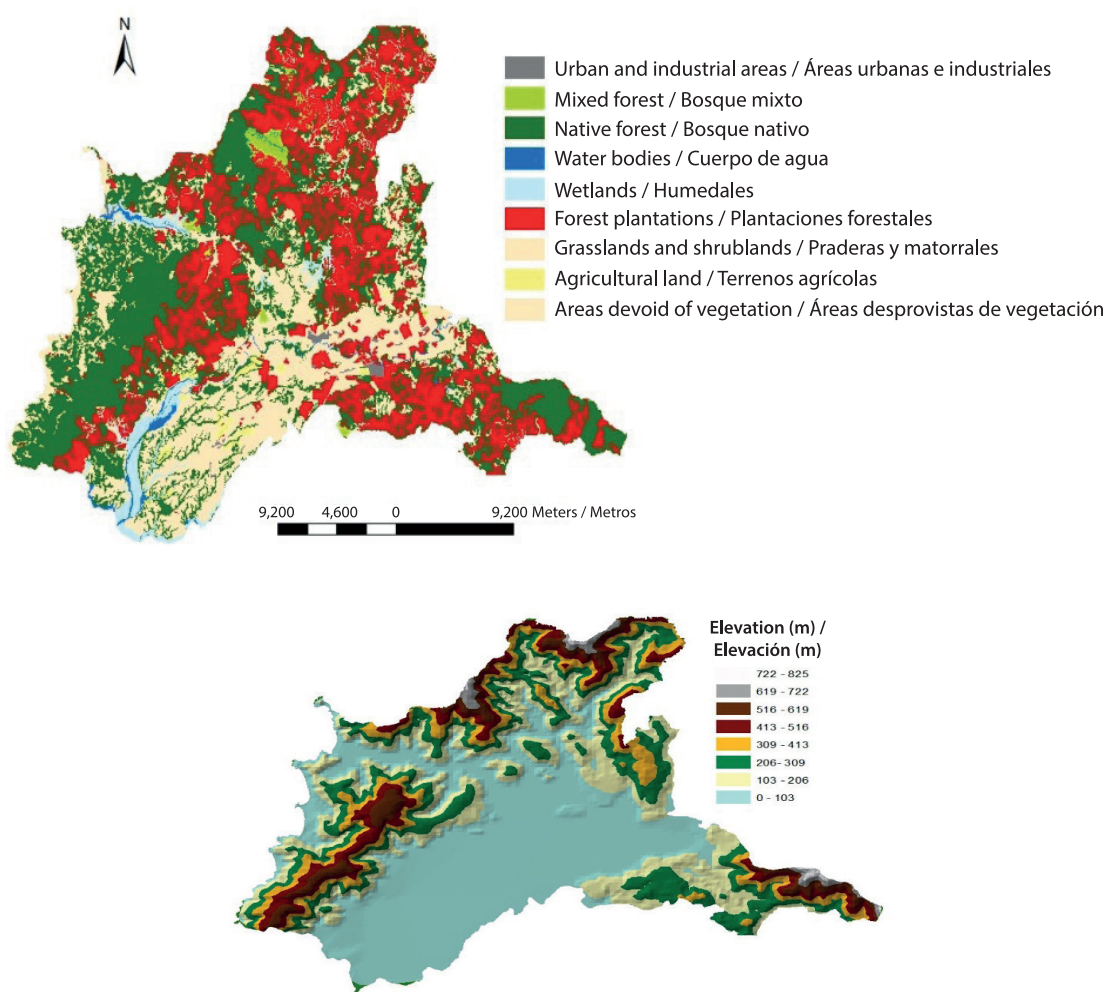 N
Urban and industrial areas / Áreas urbanas e industriales
Mixed forest / Bosque mixto
Native forest / Bosque nativo
Water bodies / Cuerpo de agua
Wetlands / Humedales
Forest plantations / Plantaciones forestales
Grasslands and shrublands / Praderas y matorrales
Agricultural land / Terrenos agrícolas
Areas devoid of vegetation / Áreas desprovistas de vegetación
9,200 4,600 0 9,200 Meters / Metros
Elevation (m) /
Elevación (m)
722 - 825
619 - 722
516 - 619
413 - 516
309 - 413
206 - 309
103 - 206
0 - 103